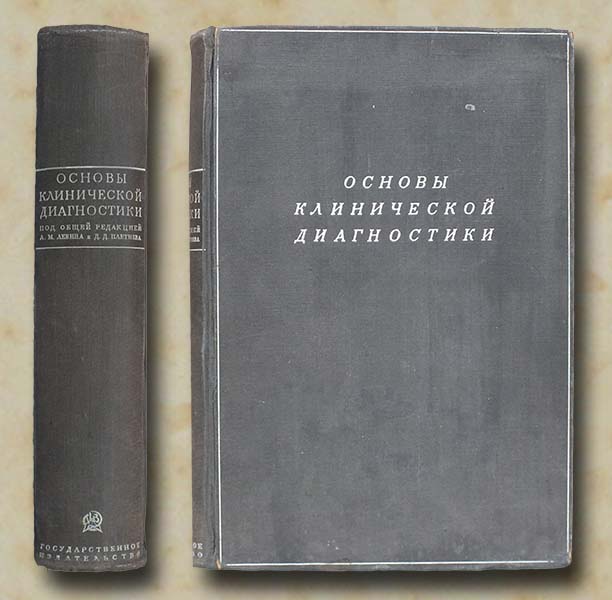 ОСНОВЫ
КЛИНИЧЕСКОЙ
ДИАГНОСТИКИ
ПОД ОБЩЕЙ РЕДАКЦИЕЙ
А. М. ЛЕВИНА и Д. Д. ПЛЕТНЕВА
ГОСУДАРСТВЕННОЕ
ИЗДАТЕЛЬСТВО
ОСНОВЫ
КЛИНИЧЕСКОЙ
ДИАГНОСТИКИ